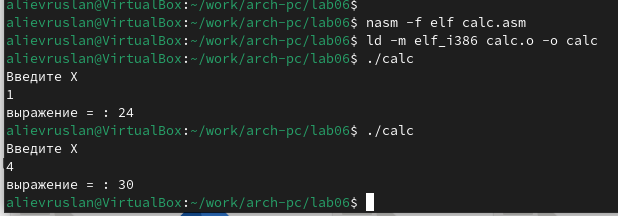 alievruslan@VirtualBox:~/work/arch-pc/lab06$
alievruslan@VirtualBox:~/work/arch-pc/lab06$ nasm -f elf calc.asm
alievruslan@VirtualBox:~/work/arch-pc/lab06$ ld -m elf_i386 calc.o -o calc
alievruslan@VirtualBox:~/work/arch-pc/lab06$ ./calc
Введите X
1
выражение = : 24
alievruslan@VirtualBox:~/work/arch-pc/lab06$ ./calc
Введите X
4
выражение = : 30
alievruslan@VirtualBox:~/work/arch-pc/lab06$